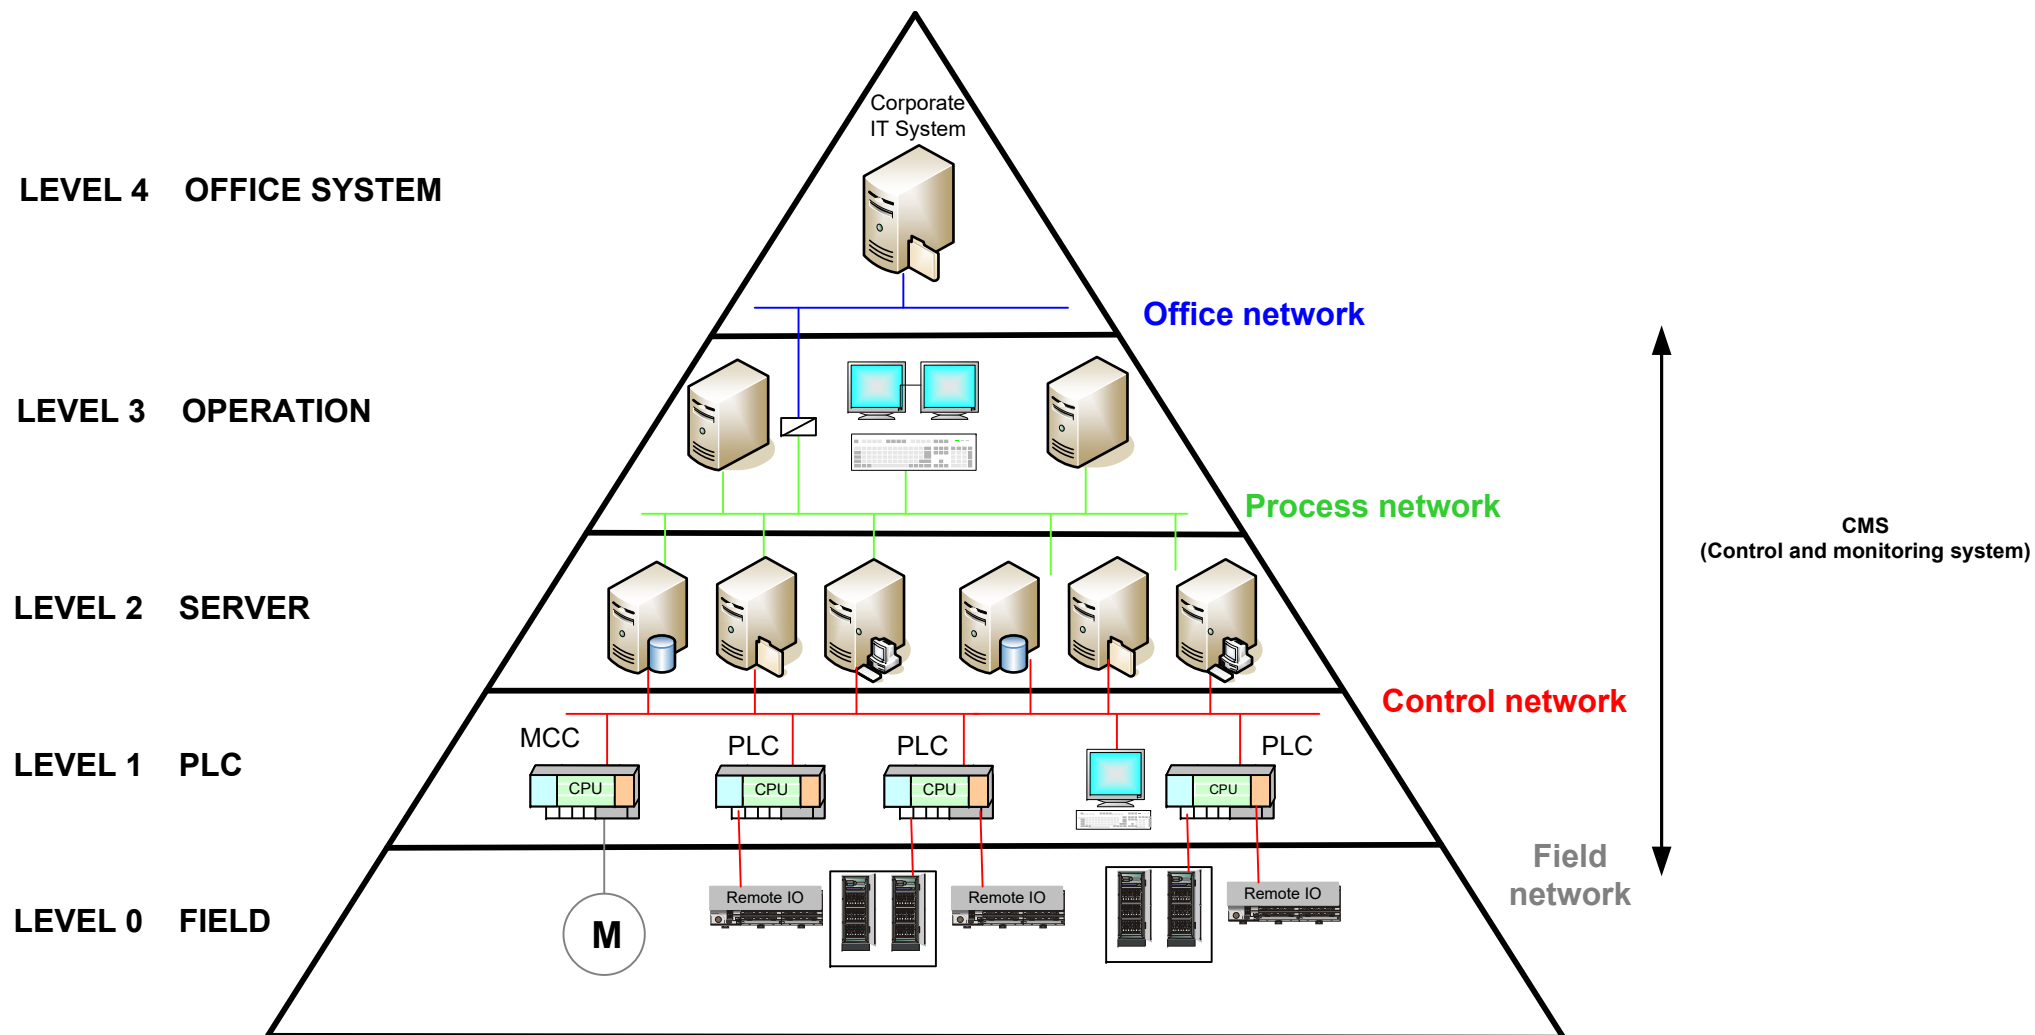 Corporate
IT System
LEVEL 4 OFFICE SYSTEM
Office network
LEVEL 3 OPERATION
Process network
CMS
(Control and monitoring system)
LEVEL 2 SERVER
Control network
MCC
PLC
PLC
PLC
LEVEL 1 PLC
CPU
CPU
CPU
CPU
Field
network
Remote IO
Remote IO
Remote IO
LEVEL 0 FIELD
M